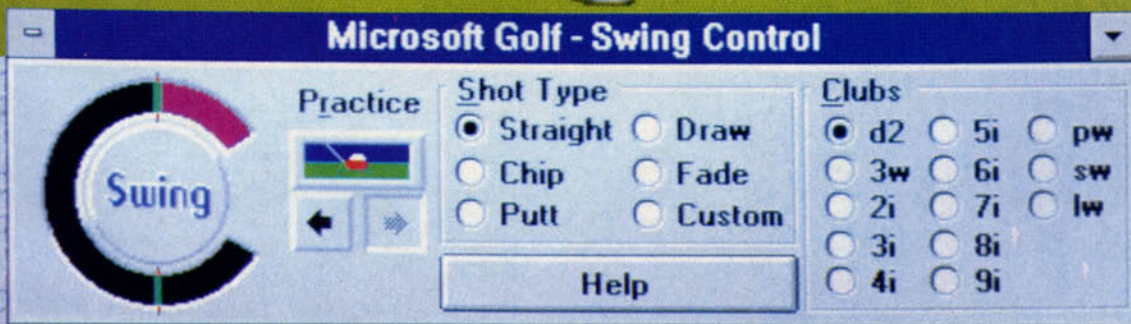 Microsoft Golf - Swing Control
Swing
Practice
Shot Type
Straight
Draw
Chip
Fade
Putt
Custom
Help
Clubs
d2 5i pw
3w 6i sw
2i 7i lw
3i 8i
4i 9i